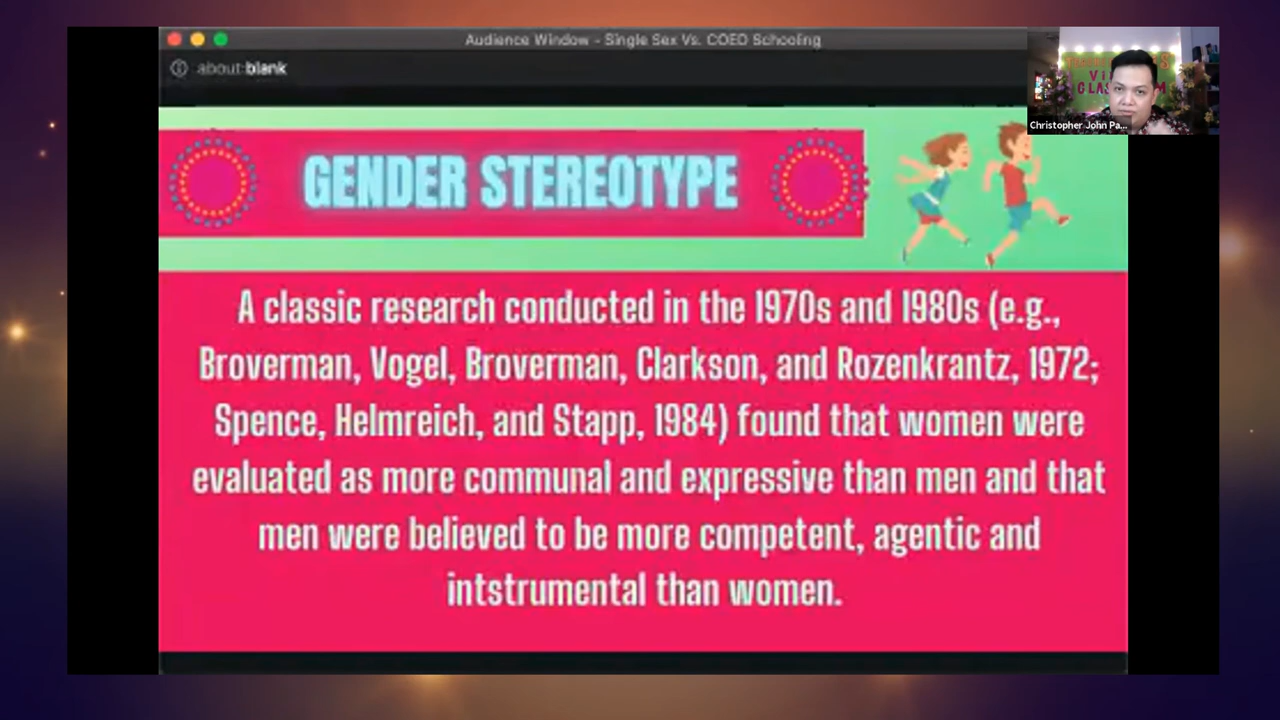 Audience Window - Single Sex Vs. COED Schooling
about:blank
Christopher John Pa...
GENDER STEREOTYPE
A classic research conducted in the 1970s and 1980s (e.g.,
Broverman, Vogel, Broverman, Clarkson, and Rozenkrantz, 1972;
Spence, Helmreich, and Stapp, 1984) found that women were
evaluated as more communal and expressive than men and that
men were believed to be more competent, agentic and
intstrumental than women.